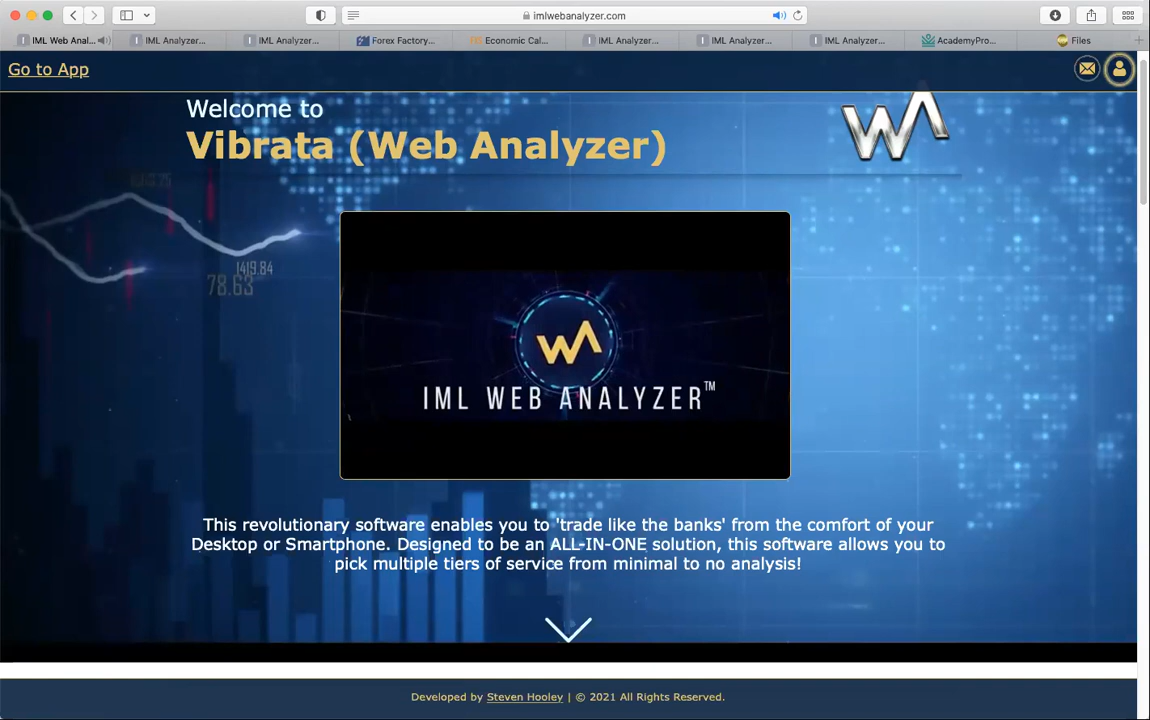 imlwebanalyzer.com
IML Web Anal...
IML Analyzer...
IML Analyzer...
Forex Factory...
Economic Cal...
IML Analyzer...
IML Analyzer...
IML Analyzer...
AcademyPro...
Files
Go to App
Welcome to
Vibrata (Web Analyzer)
1419.84
78.63
IML WEB ANALYZER™
This revolutionary software enables you to 'trade like the banks' from the comfort of your
Desktop or Smartphone. Designed to be an ALL-IN-ONE solution, this software allows you to
pick multiple tiers of service from minimal to no analysis!
Developed by Steven Hooley | © 2021 All Rights Reserved.